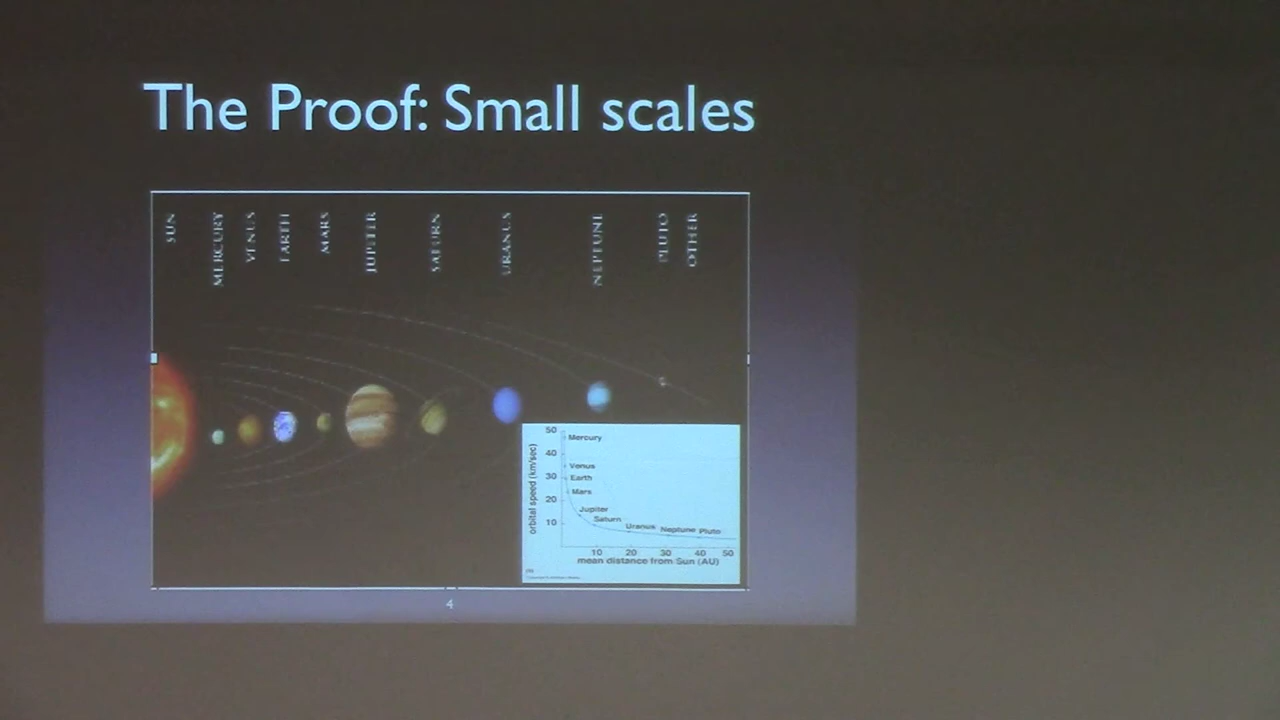 The Proof: Small scales
SUN
MERCURY
VENUS
EARTH
MARS
JUPITER
SATURN
URANUS
NEPTUNE
PLUTO
OTHER
50
40
30
20
10
orbital speed (km/sec)
Mercury
Venus
Earth
Mars
Jupiter
Saturn
Uranus
Neptune
Pluto
10 20 30 40 50
mean distance from Sun (AU)
4